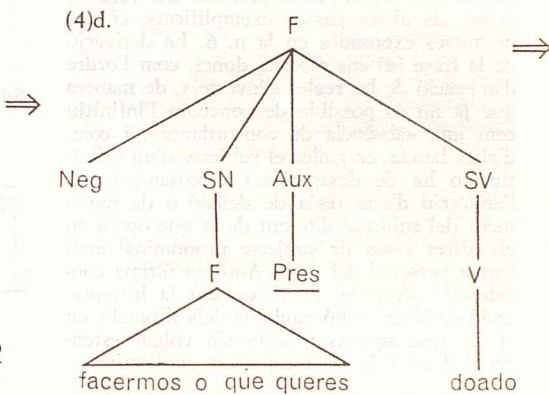 (4)d.
F
⇒
⇒
Neg SN Aux SV
F Pres V
facermos o que queres doado